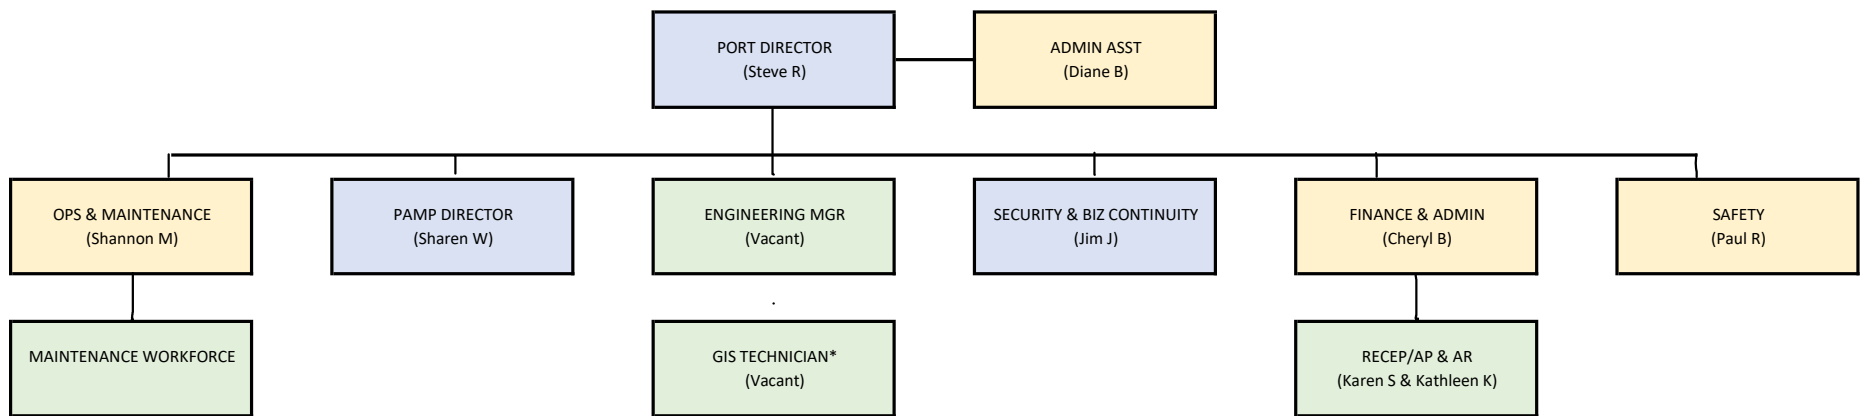 PORT DIRECTOR
(Steve R)
ADMIN ASST
(Diane B)
OPS & MAINTENANCE
(Shannon M)
PAMP DIRECTOR
(Sharen W)
ENGINEERING MGR
(Vacant)
SECURITY & BIZ CONTINUITY
(Jim J)
FINANCE & ADMIN
(Cheryl B)
SAFETY
(Paul R)
MAINTENANCE WORKFORCE
GIS TECHNICIAN*
(Vacant)
RECEP/AP & AR
(Karen S & Kathleen K)